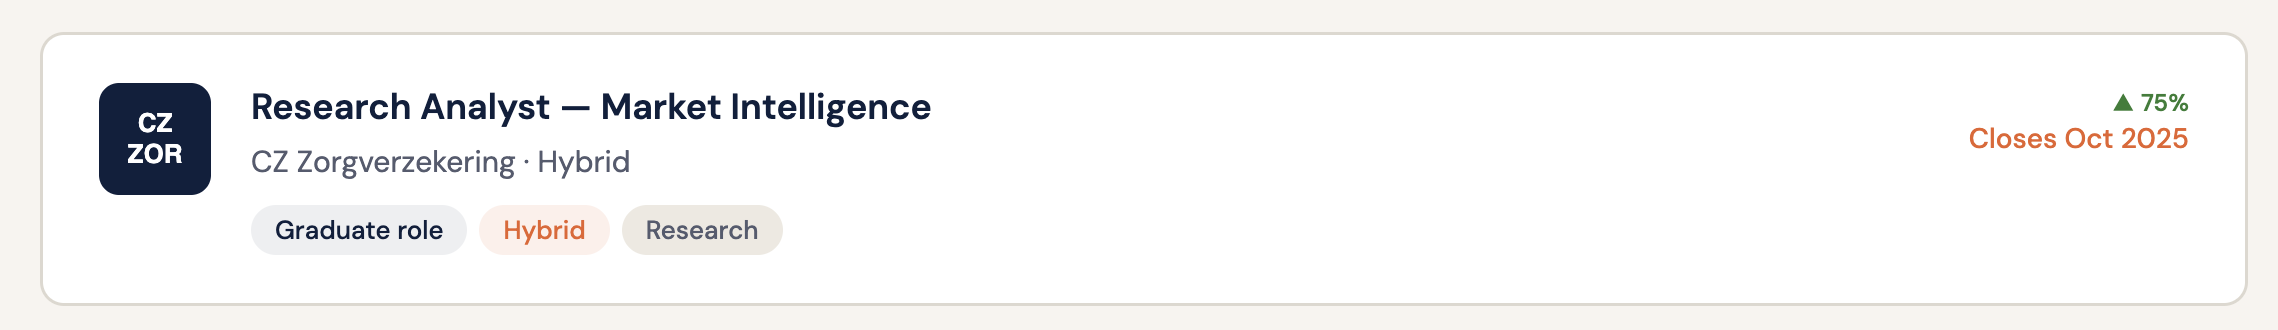 CZ
ZOR
Research Analyst — Market Intelligence
CZ Zorgverzekering · Hybrid
Graduate role
Hybrid
Research
▲ 75%
Closes Oct 2025